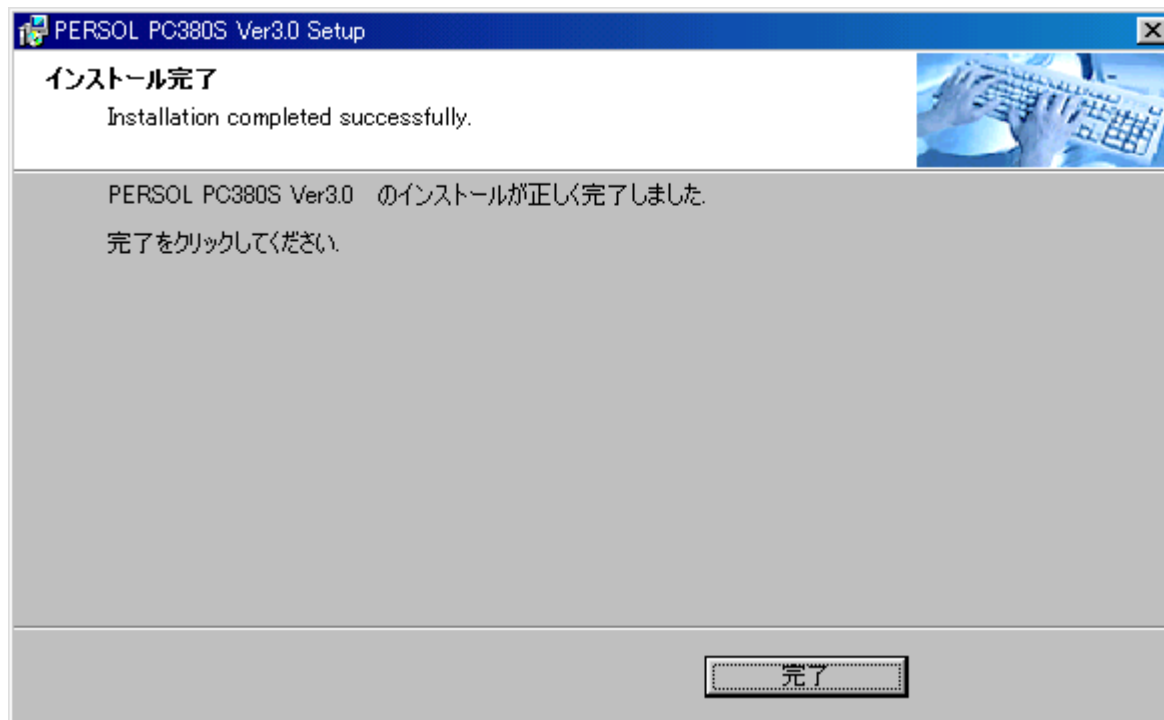 PERSOL PC380S Ver3.0 Setup
インストール完了
Installation completed successfully.
PERSOL PC380S Ver3.0　のインストールが正しく完了しました.
完了をクリックしてください.
完了